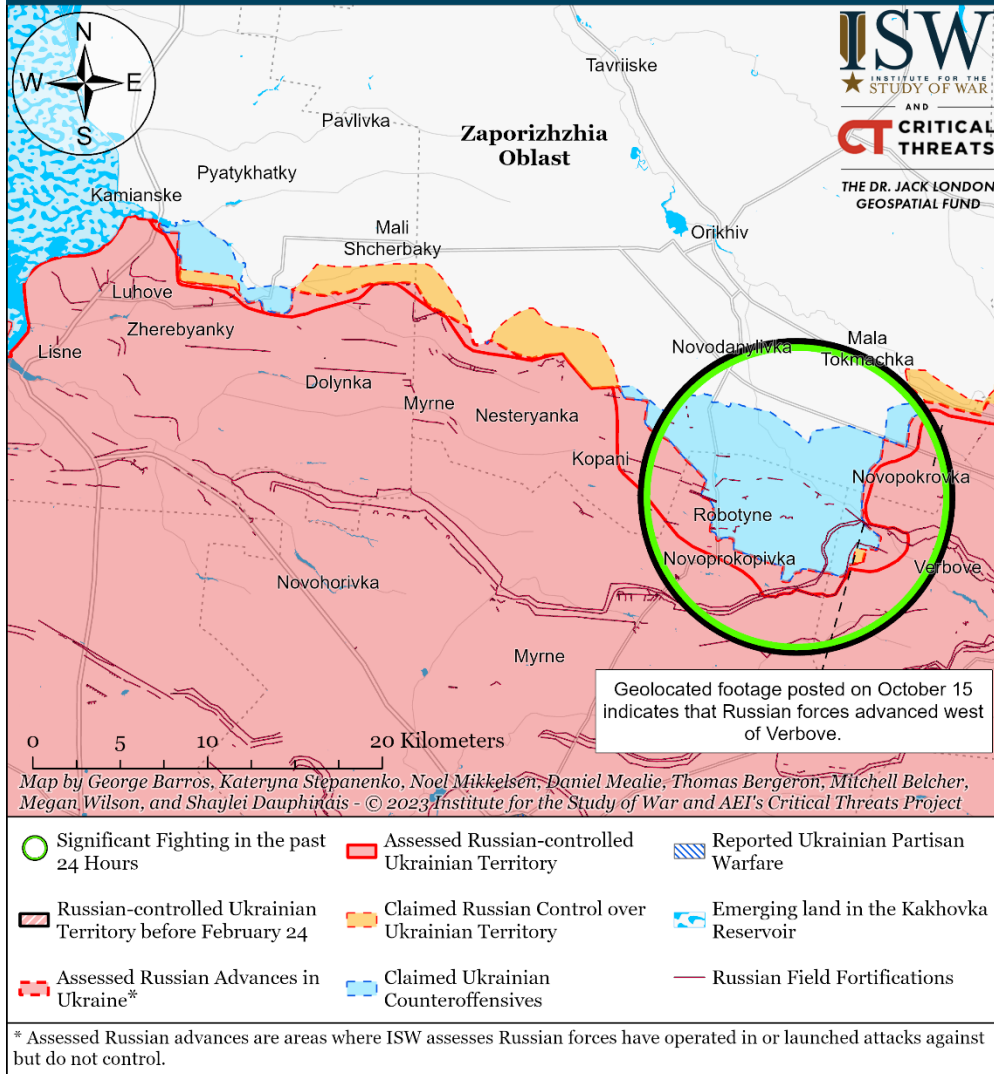 N
W E
S
ISW
INSTITUTE FOR THE
STUDY OF WAR
AND
CT CRITICAL
THREATS
THE DR. JACK LONDON
GEOSPATIAL FUND
Tavriiske
Pavlivka
Zaporizhzhia
Oblast
Pyatykhatky
Kamianske
Mali
Shcherbaky
Orikhiv
Luhove
Zherebyanky
Lisne
Novodanylivka
Mala
Tokmachka
Dolynka
Myrne
Nesteryanka
Kopani
Novopokrovka
Robotyne
Novoprokopivka
Verbove
Novohorivka
Myrne
Geolocated footage posted on October 15
indicates that Russian forces advanced west
of Verbove.
0 5 10 20 Kilometers
Map by George Barros, Kateryna Stepanenko, Noel Mikkelsen, Daniel Mealie, Thomas Bergeron, Mitchell Belcher,
Megan Wilson, and Shaylei Dauphinais - © 2023 Institute for the Study of War and AEI's Critical Threats Project
Significant Fighting in the past
24 Hours
Assessed Russian-controlled
Ukrainian Territory
Reported Ukrainian Partisan
Warfare
Russian-controlled Ukrainian
Territory before February 24
Claimed Russian Control over
Ukrainian Territory
Emerging land in the Kakhovka
Reservoir
Assessed Russian Advances in
Ukraine*
Claimed Ukrainian
Counteroffensives
Russian Field Fortifications
* Assessed Russian advances are areas where ISW assesses Russian forces have operated in or launched attacks against
but do not control.